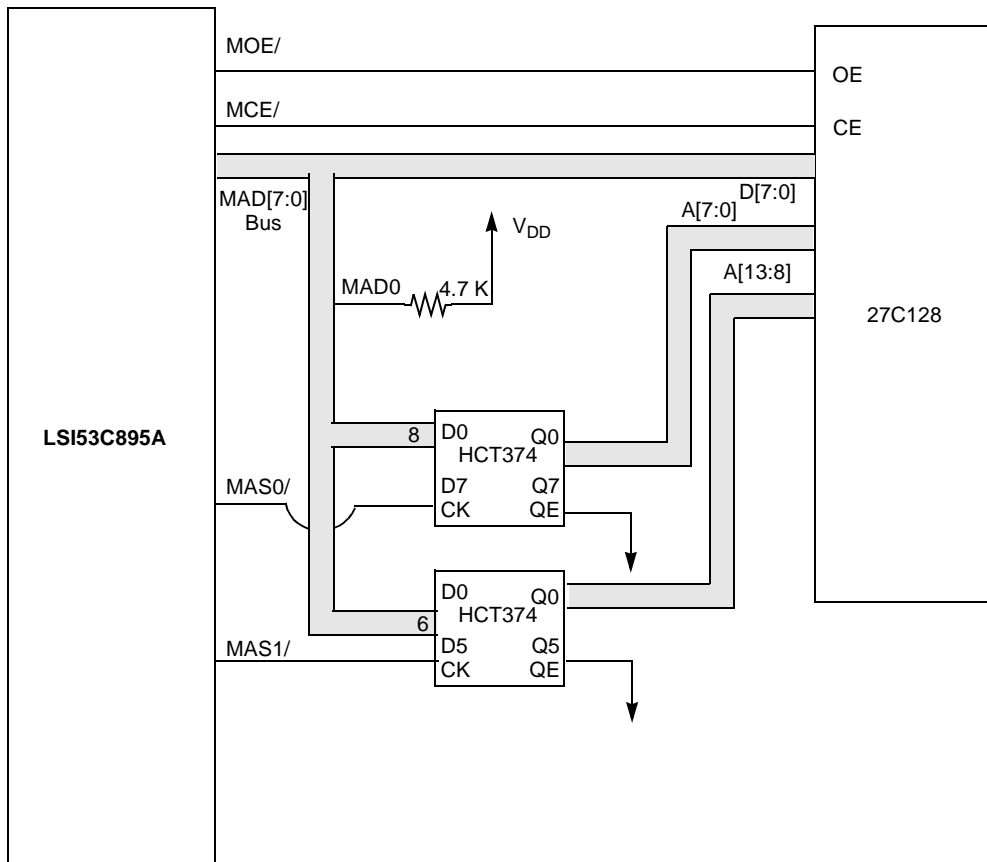 MOE/
OE
MCE/
CE
MAD[7:0]
Bus
D[7:0]
A[7:0]
VDD
A[13:8]
MAD0
4.7 K
27C128
LSI53C895A
8
D0
Q0
HCT374
D7
Q7
MAS0/
CK
QE
D0
Q0
HCT374
6
D5
Q5
MAS1/
CK
QE